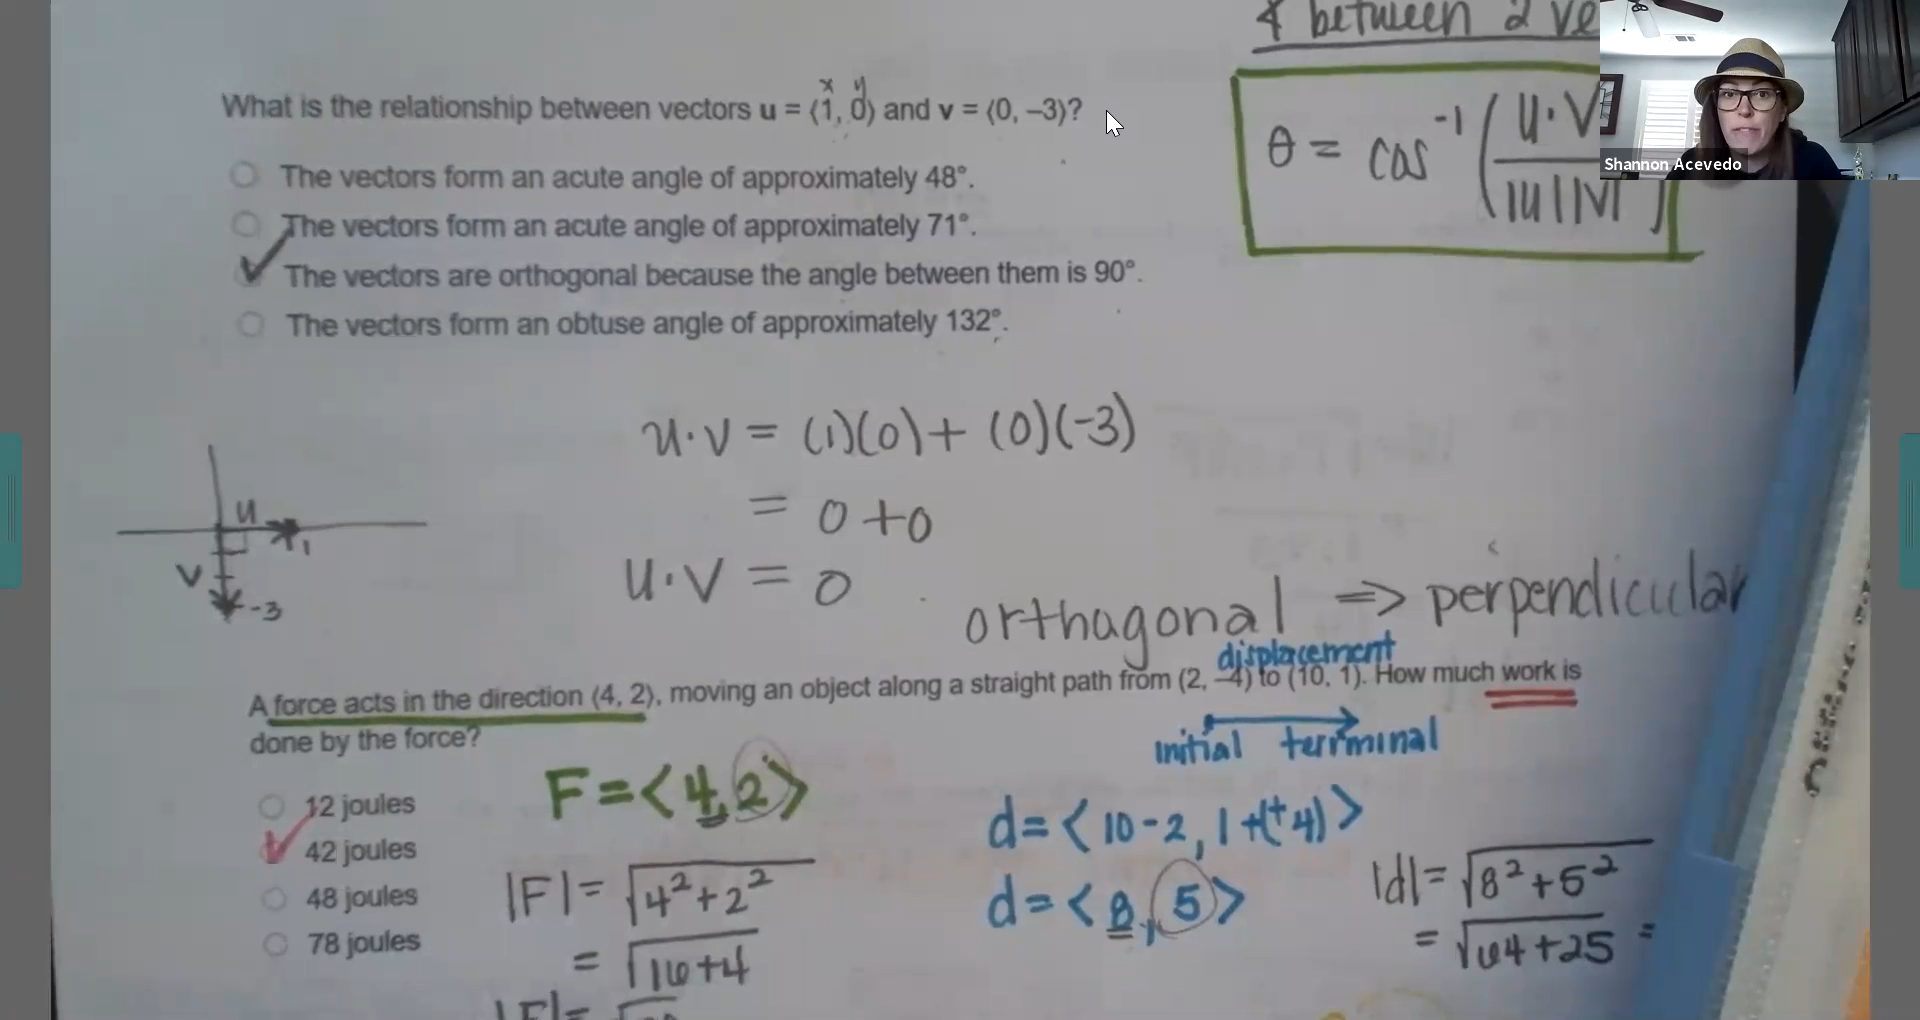 ∡ between 2 ve
x y
What is the relationship between vectors u = ⟨1, 0⟩ and v = ⟨0, –3⟩?
θ = cos⁻¹(u·v / |u||v|)
Shannon Acevedo
The vectors form an acute angle of approximately 48°.
The vectors form an acute angle of approximately 71°.
The vectors are orthogonal because the angle between them is 90°.
The vectors form an obtuse angle of approximately 132°.
u·v = (1)(0) + (0)(-3)
= 0 + 0
u·v = 0
u
1
v
-3
orthagonal ⇒ perpendicular
displacement
A force acts in the direction ⟨4, 2⟩, moving an object along a straight path from (2, –4) to (10, 1). How much work is
done by the force?
initial terminal
F = <4, 2>
12 joules
42 joules
48 joules
78 joules
d = <10-2, 1+(+4)>
d = <8, 5>
|F| = √4²+2²
= √16+4
|F| = √
|d| = √8²+5²
= √64+25 =